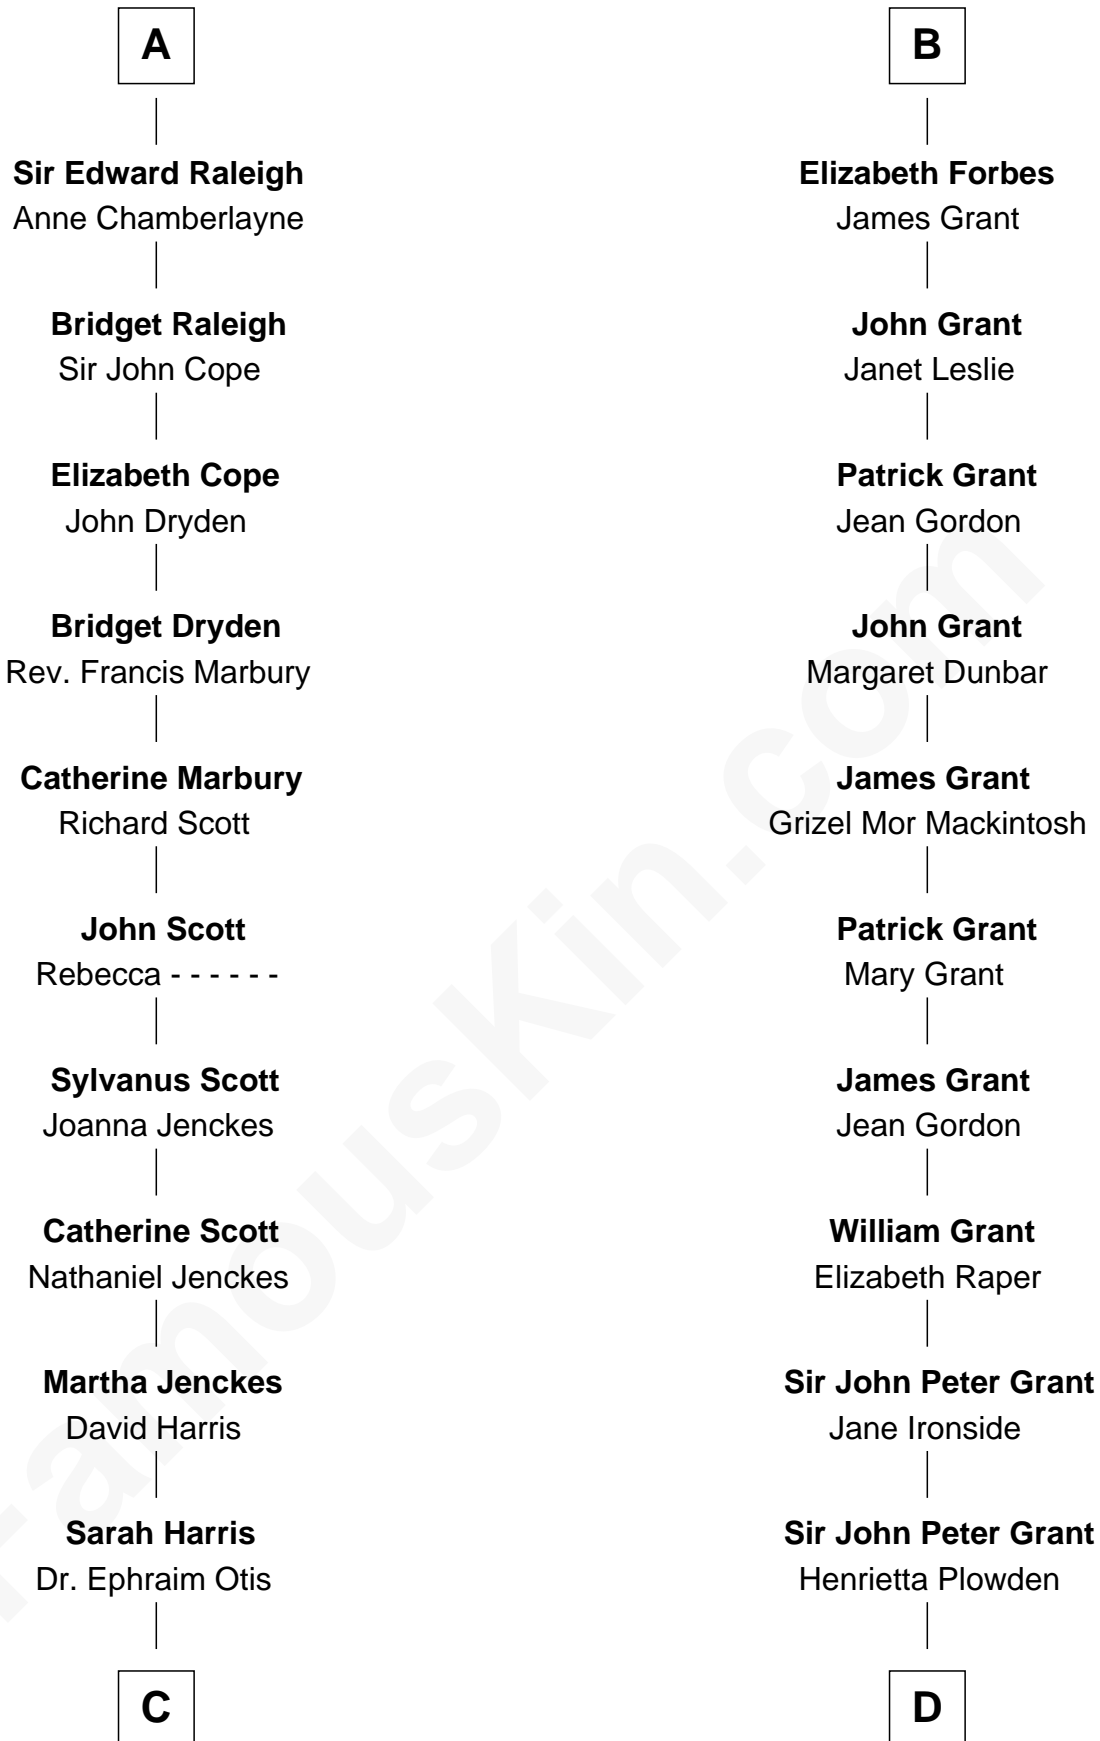 A
Sir Edward Raleigh
Anne Chamberlayne
Bridget Raleigh
Sir John Cope
Elizabeth Cope
John Dryden
Bridget Dryden
Rev. Francis Marbury
Catherine Marbury
Richard Scott
John Scott
Rebecca - - - - - -
Sylvanus Scott
Joanna Jenckes
Catherine Scott
Nathaniel Jenckes
Martha Jenckes
David Harris
Sarah Harris
Dr. Ephraim Otis
C
B
Elizabeth Forbes
James Grant
John Grant
Janet Leslie
Patrick Grant
Jean Gordon
John Grant
Margaret Dunbar
James Grant
Grizel Mor Mackintosh
Patrick Grant
Mary Grant
James Grant
Jean Gordon
William Grant
Elizabeth Raper
Sir John Peter Grant
Jane Ironside
Sir John Peter Grant
Henrietta Plowden
D
FamousKin.com